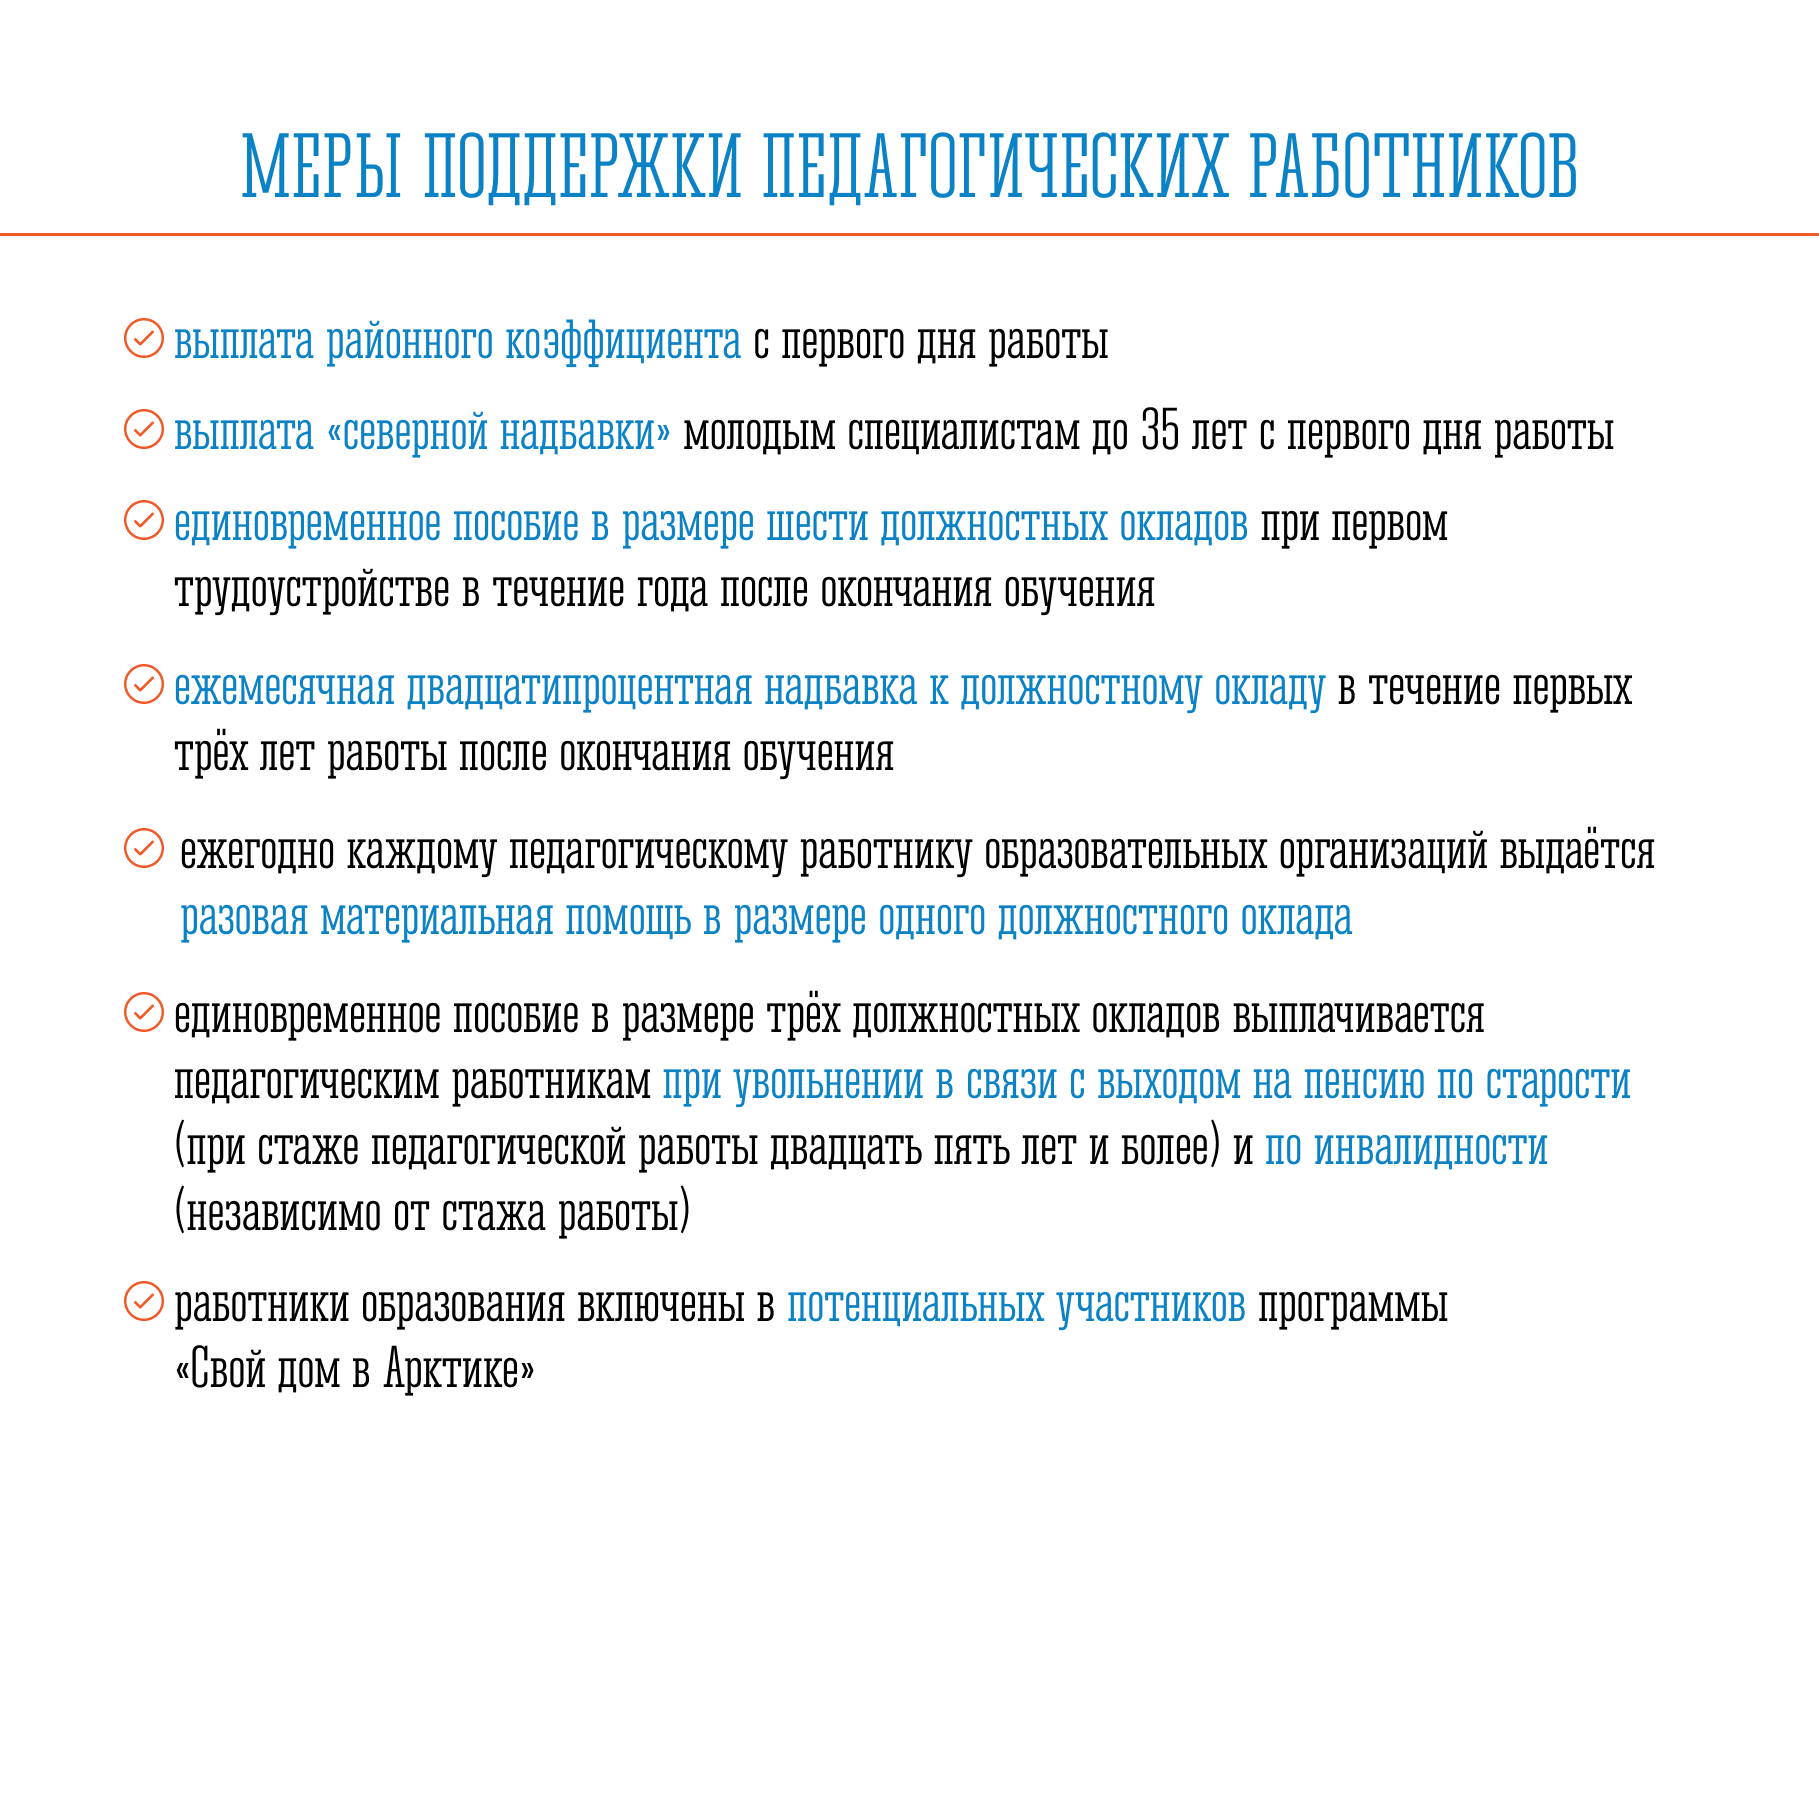 МЕРЫ ПОДДЕРЖКИ ПЕДАГОГИЧЕСКИХ РАБОТНИКОВ
выплата районного коэффициента с первого дня работы
выплата «северной надбавки» молодым специалистам до 35 лет с первого дня работы
единовременное пособие в размере шести должностных окладов при первом
трудоустройстве в течение года после окончания обучения
ежемесячная двадцатипроцентная надбавка к должностному окладу в течение первых
трёх лет работы после окончания обучения
ежегодно каждому педагогическому работнику образовательных организаций выдаётся
разовая материальная помощь в размере одного должностного оклада
единовременное пособие в размере трёх должностных окладов выплачивается
педагогическим работникам при увольнении в связи с выходом на пенсию по старости
(при стаже педагогической работы двадцать пять лет и более) и по инвалидности
(независимо от стажа работы)
работники образования включены в потенциальных участников программы
«Свой дом в Арктике»